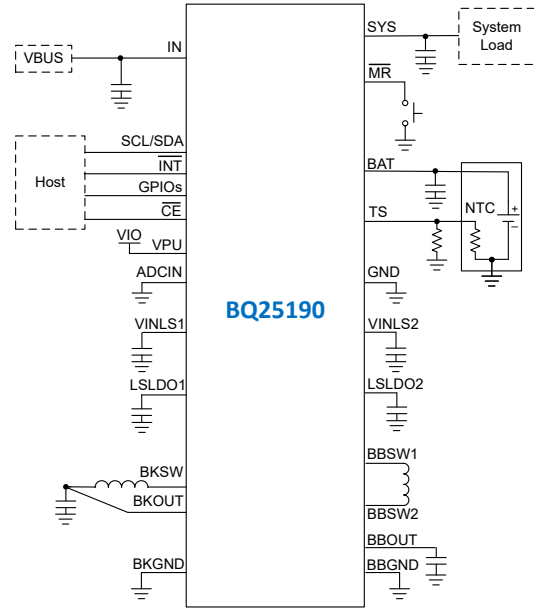 SYS
System
Load
VBUS
IN
MR
SCL/SDA
INT
Host
GPIOs
CE
BAT
+
NTC
−
TS
VIO
VPU
ADCIN
GND
BQ25190
VINLS1
VINLS2
LSLDO1
LSLDO2
BBSW1
BKSW
BKOUT
BBSW2
BBOUT
BKGND
BBGND